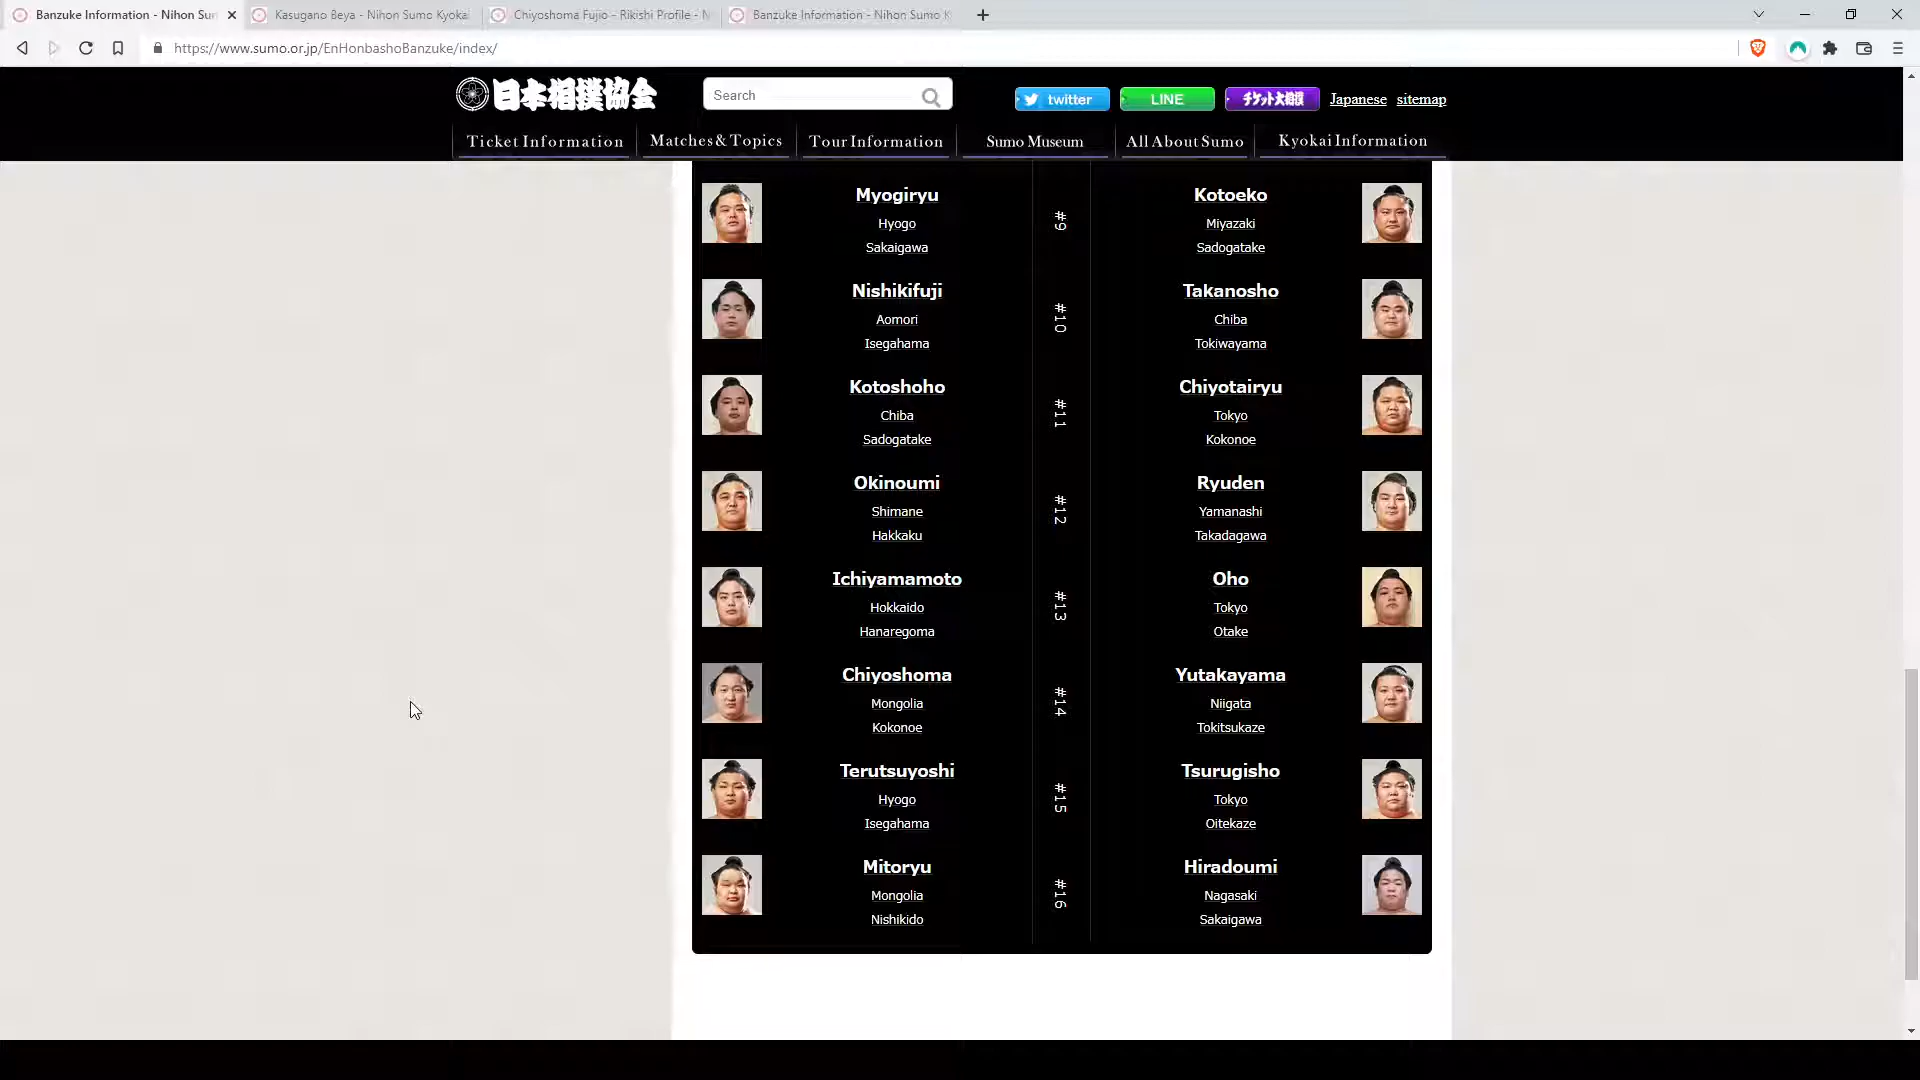 Banzuke Information - Nihon Sun
Kasugano Beya - Nihon Sumo Kyoka
Chiyoshoma Fujio - Rikishi Profile - N
Banzuke Information - Nihon Sumo K
https://www.sumo.or.jp/EnHonbashoBanzuke/index/
日本相撲協会
Search
twitter
LINE
チケット大相撲
Japanese
sitemap
Ticket Information
Matches & Topics
Tour Information
Sumo Museum
All About Sumo
Kyokai Information
Myogiryu
Hyogo
Sakaigawa
#9
Kotoeko
Miyazaki
Sadogatake
Nishikifuji
Aomori
Isegahama
#10
Takanosho
Chiba
Tokiwayama
Kotoshoho
Chiba
Sadogatake
#11
Chiyotairyu
Tokyo
Kokonoe
Okinoumi
Shimane
Hakkaku
#12
Ryuden
Yamanashi
Takadagawa
Ichiyamamoto
Hokkaido
Hanaregoma
#13
Oho
Tokyo
Otake
Chiyoshoma
Mongolia
Kokonoe
#14
Yutakayama
Niigata
Tokitsukaze
Terutsuyoshi
Hyogo
Isegahama
#15
Tsurugisho
Tokyo
Oitekaze
Mitoryu
Mongolia
Nishikido
#16
Hiradoumi
Nagasaki
Sakaigawa